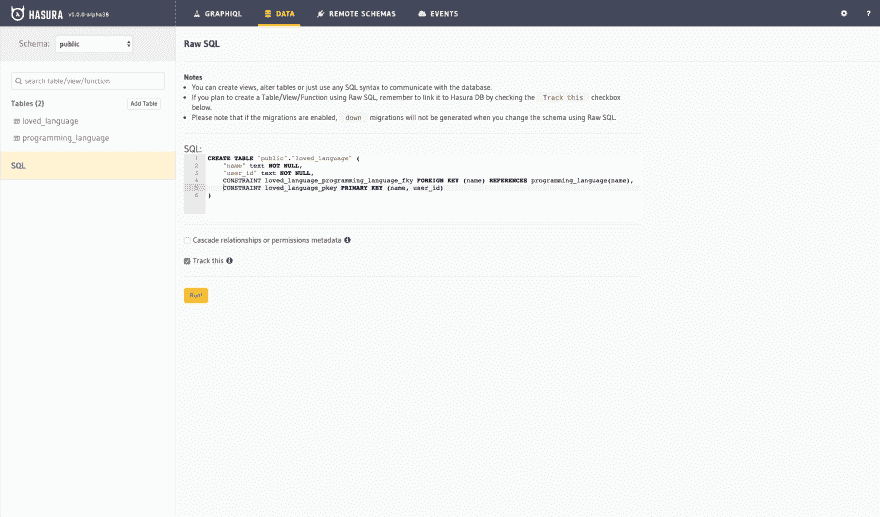 HASURA v1.0.0-alpha38
GRAPHIQL DATA REMOTE SCHEMAS EVENTS ?
Schema: public
search table/view/function
Tables (2) Add Table
loved_language
programming_language
SQL
Raw SQL
Notes
You can create views, alter tables or just use any SQL syntax to communicate with the database.
If you plan to create a Table/View/Function using Raw SQL, remember to link it to Hasura DB by checking the Track this checkbox
below.
Please note that if the migrations are enabled, down migrations will not be generated when you change the schema using Raw SQL.
SQL:
1 CREATE TABLE "public"."loved_language" (
2 "name" text NOT NULL,
3 "user_id" text NOT NULL,
4 CONSTRAINT loved_language_programming_language_fky FOREIGN KEY (name) REFERENCES programming_language(name),
5 CONSTRAINT loved_language_pkey PRIMARY KEY (name, user_id)
6 )
Cascade relationships or permissions metadata
Track this
Run!